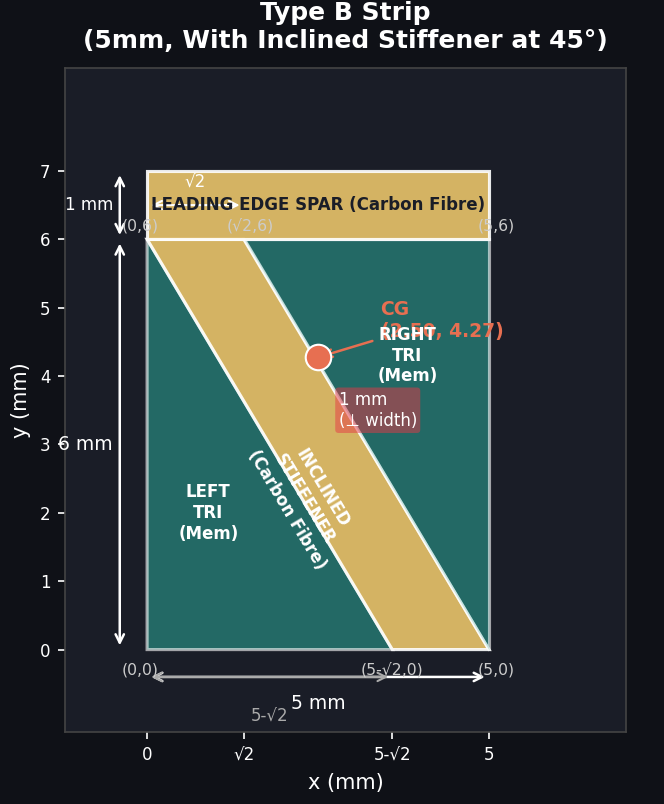 Type B Strip
(5mm, With Inclined Stiffener at 45°)
7
6
5
4
3
2
1
0
y (mm)
1 mm
6 mm
√2
LEADING EDGE SPAR (Carbon Fibre)
(0,6)
(√2,6)
(5,6)
CG
4.27)
RIGHT
TRI
(Mem)
1 mm
(⊥ width)
INCLINED
STIFFENER
(Carbon Fibre)
LEFT
TRI
(Mem)
(0,0)
(5-√2,0)
(5,0)
5 mm
5-√2
0
√2
5-√2
5
x (mm)